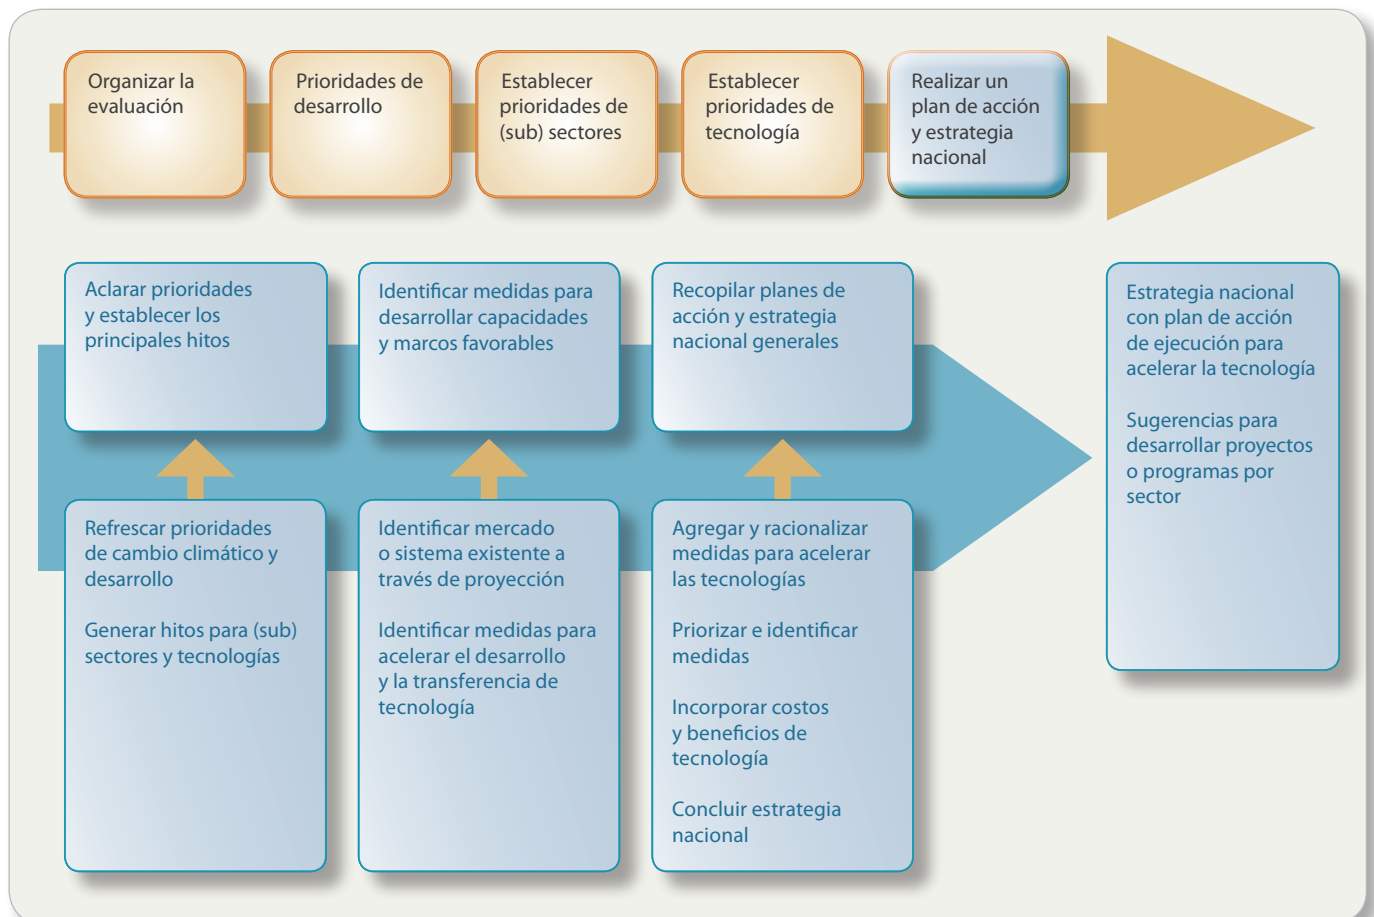 Organizar la
evaluación
Prioridades de
desarrollo
Establecer
prioridades de
(sub) sectores
Establecer
prioridades de
tecnología
Realizar un
plan de acción
y estrategia
nacional
Aclarar prioridades
y establecer los
principales hitos
Identificar medidas para
desarrollar capacidades
y marcos favorables
Recopilar planes de
acción y estrategia
nacional generales
Estrategia nacional
con plan de acción
de ejecución para
acelerar la tecnología
Sugerencias para
desarrollar proyectos
o programas por
sector
Refrescar prioridades
de cambio climático y
desarrollo
Generar hitos para (sub)
sectores y tecnologías
Identificar mercado
o sistema existente a
través de proyección
Identificar medidas para
acelerar el desarrollo
y la transferencia de
tecnología
Agregar y racionalizar
medidas para acelerar
las tecnologías
Priorizar e identificar
medidas
Incorporar costos
y beneficios de
tecnología
Concluir estrategia
nacional